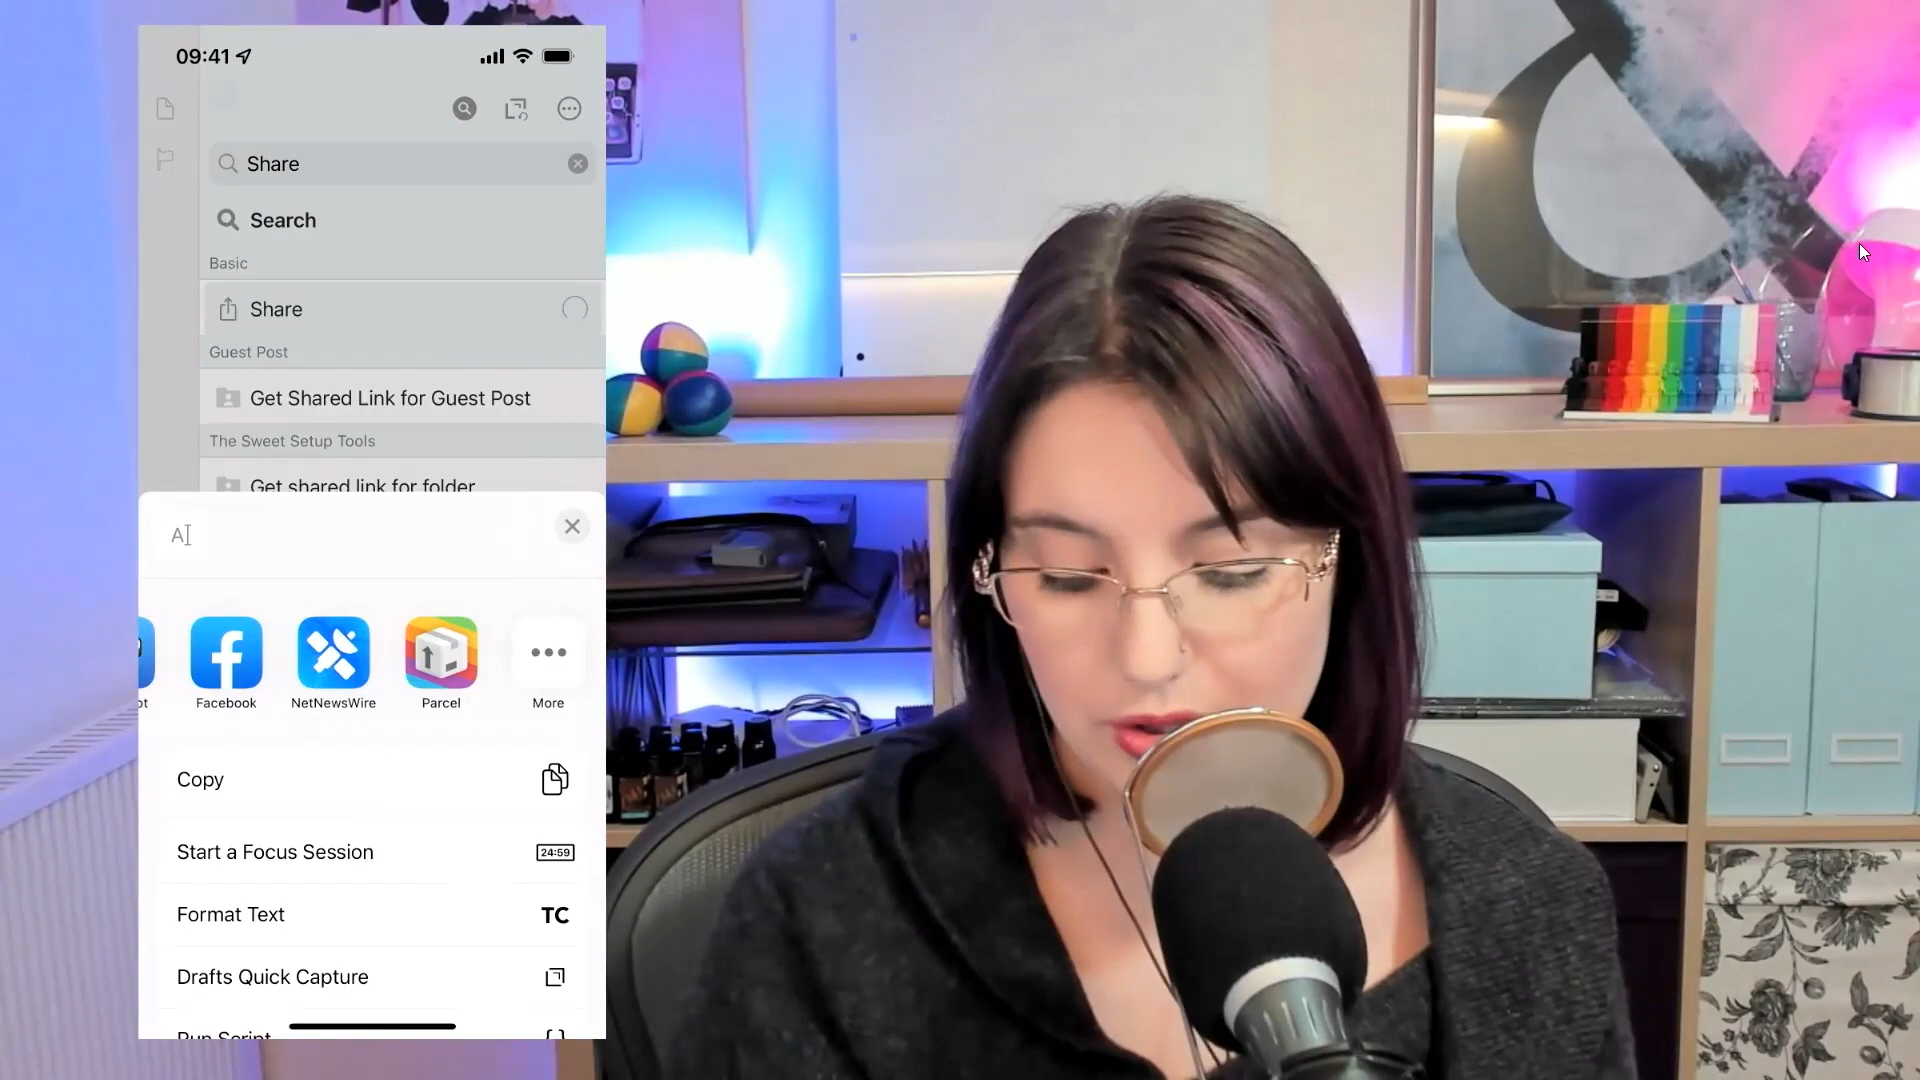 09:41
Share
Search
Basic
Share
Guest Post
Get Shared Link for Guest Post
The Sweet Setup Tools
Get shared link for folder
A
Facebook
NetNewsWire
Parcel
More
Copy
Start a Focus Session
24:59
Format Text
TC
Drafts Quick Capture
Run Script